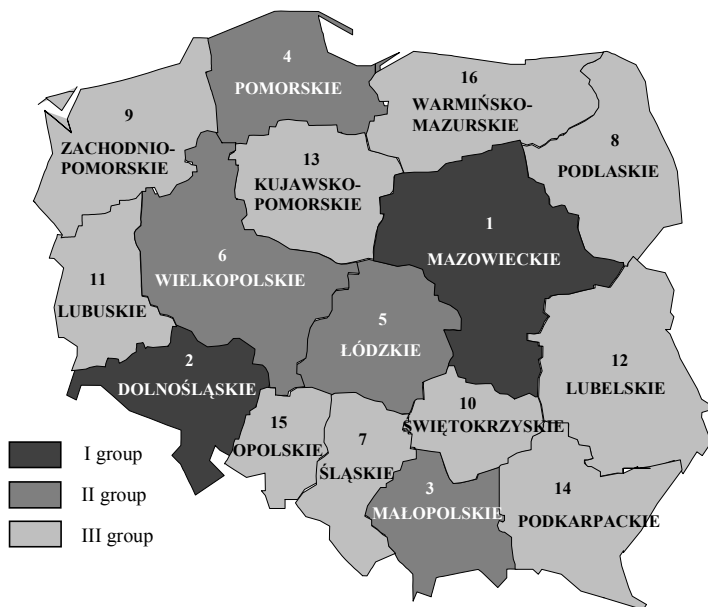 4
POMORSKIE
16
WARMIŃSKO-
MAZURSKIE
9
ZACHODNIO-
POMORSKIE
8
PODLASKIE
13
KUJAWSKO-
POMORSKIE
1
MAZOWIECKIE
6
WIELKOPOLSKIE
11
LUBUSKIE
5
ŁÓDZKIE
2
DOLNOŚLĄSKIE
12
LUBELSKIE
10
ŚWIĘTOKRZYSKIE
15
OPOLSKIE
7
ŚLĄSKIE
3
MAŁOPOLSKIE
14
PODKARPACKIE
I group
II group
III group